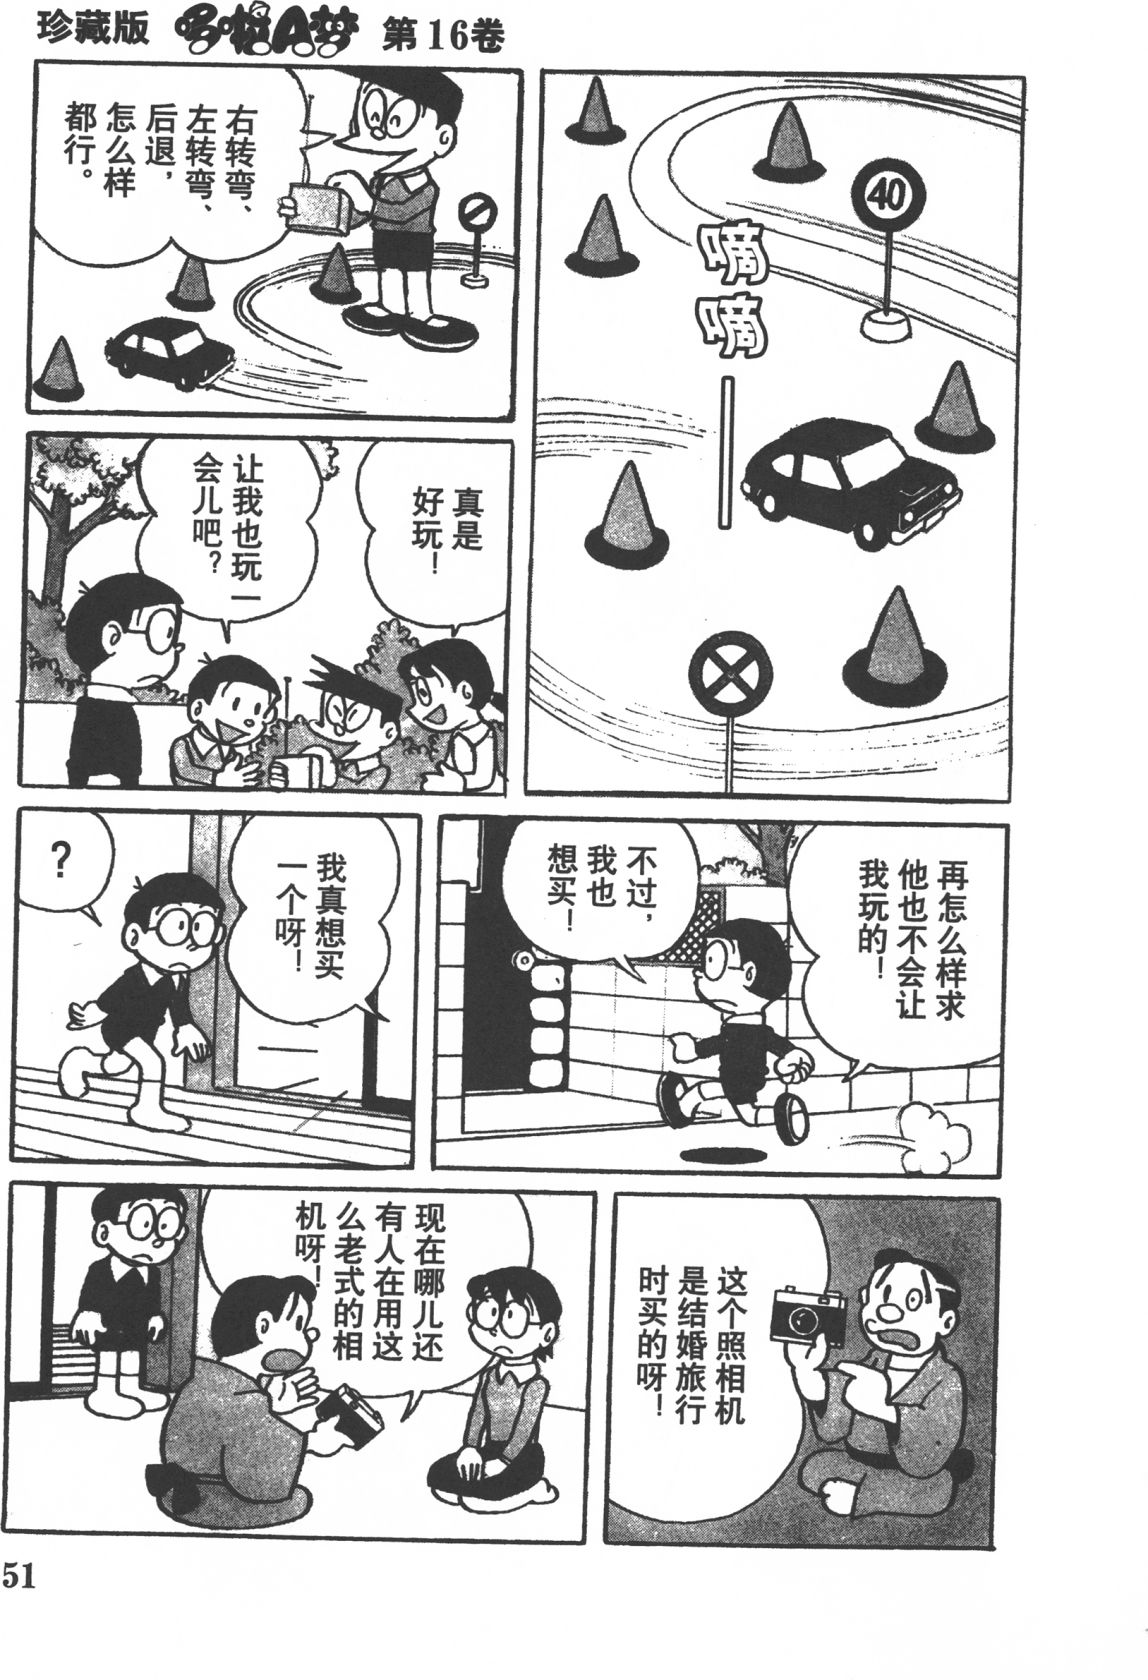 珍藏版 哆啦A梦 第16卷
嘀
嘀
40
右转弯、
左转弯、
后退，
怎么样
都行。
真是
好玩！
让我也玩一
会儿吧？
再怎么样求
他也不会让
我玩的！
不过，
我也
想买！
我真想买
一个呀！
？
这个照相机
是结婚旅行
时买的呀！
现在哪儿还
有人在用这
么老式的相
机呀！
51